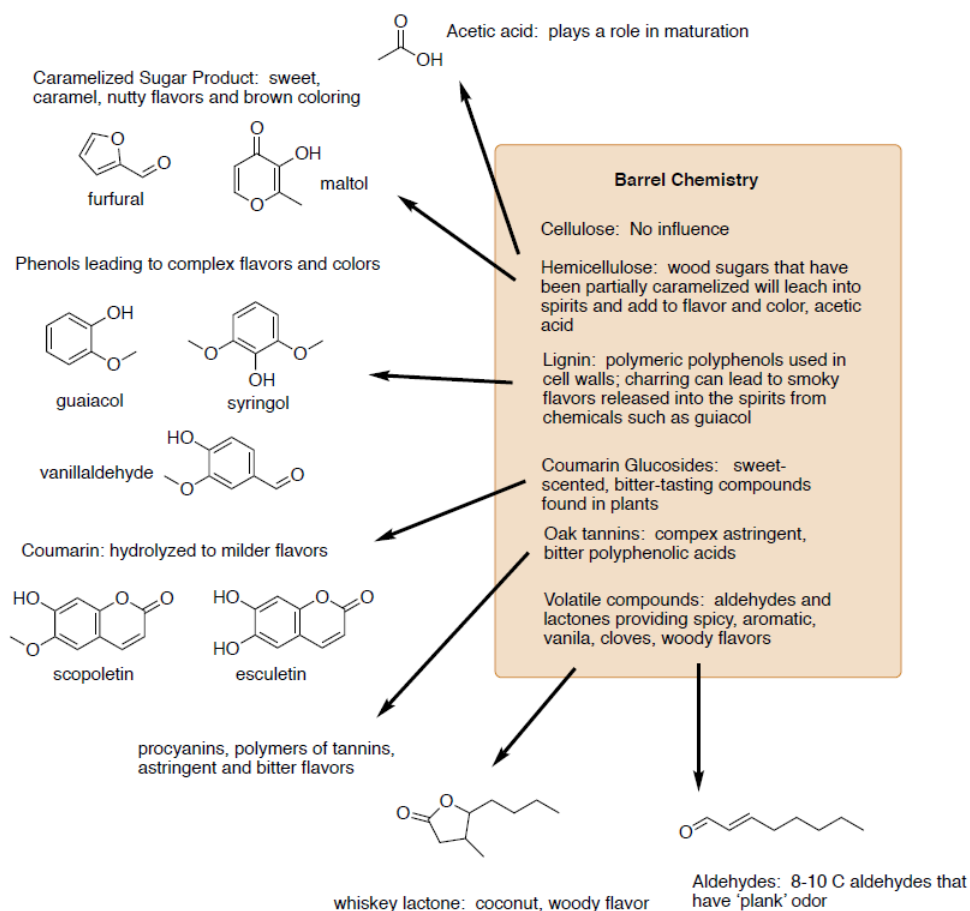 Acetic acid: plays a role in maturation
O
OH
Caramelized Sugar Product: sweet,
caramel, nutty flavors and brown coloring
O
O
furfural
O
OH
O
maltol
Phenols leading to complex flavors and colors
OH
O
guaiacol
O
O
OH
syringol
HO
O
O
vanillaldehyde
Coumarin: hydrolyzed to milder flavors
HO
O
O
O
scopoletin
HO
O
O
HO
esculetin
procyanins, polymers of tannins,
astringent and bitter flavors
Barrel Chemistry
Cellulose: No influence
Hemicellulose: wood sugars that have
been partially caramelized will leach into
spirits and add to flavor and color, acetic
acid
Lignin: polymeric polyphenols used in
cell walls; charring can lead to smoky
flavors released into the spirits from
chemicals such as guiacol
Coumarin Glucosides: sweet-
scented, bitter-tasting compounds
found in plants
Oak tannins: compex astringent,
bitter polyphenolic acids
Volatile compounds: aldehydes and
lactones providing spicy, aromatic,
vanila, cloves, woody flavors
O
O
whiskey lactone: coconut, woody flavor
O
Aldehydes: 8-10 C aldehydes that
have ‘plank’ odor